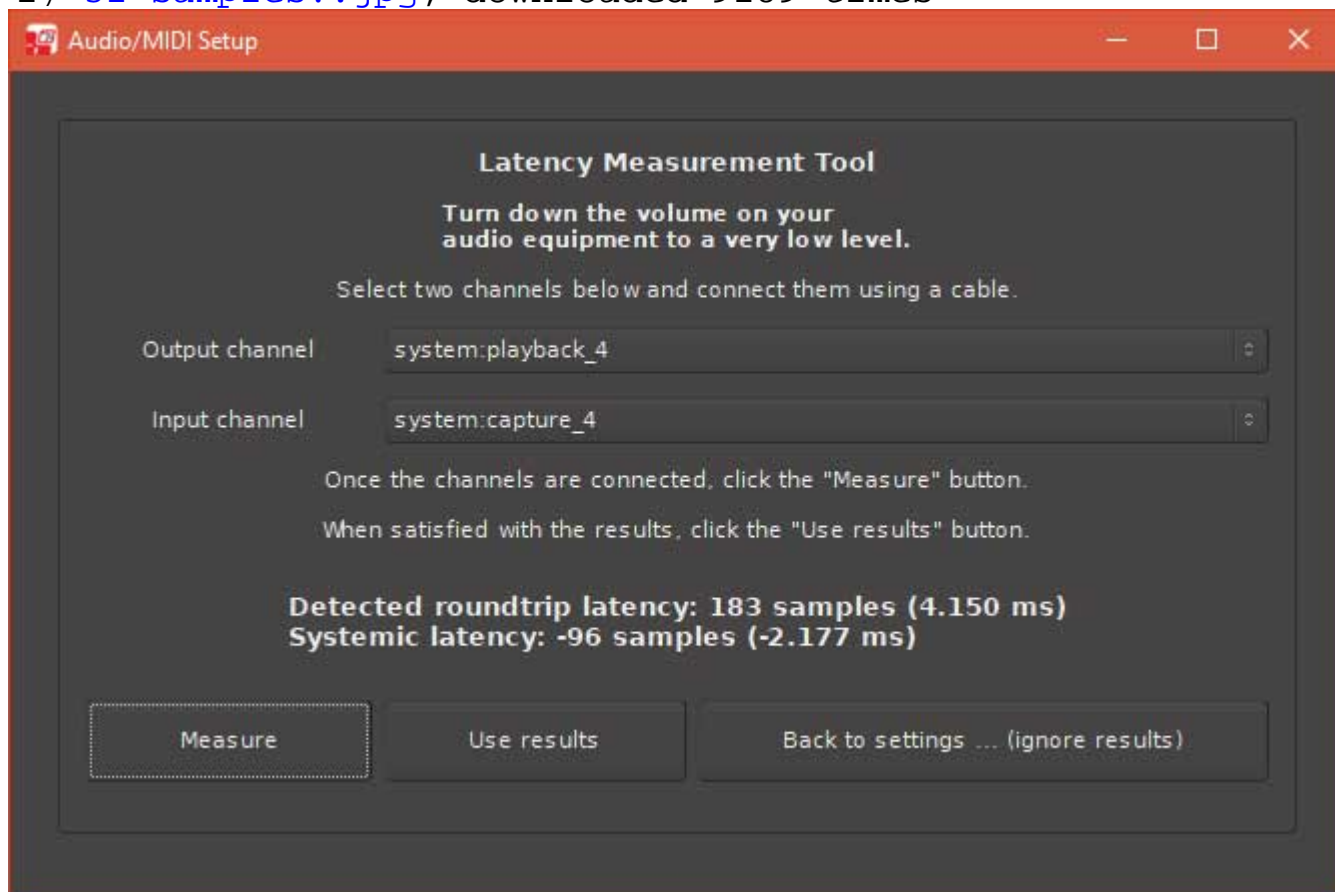 Audio/MIDI Setup
Latency Measurement Tool
Turn down the volume on your
audio equipment to a very low level.
Select two channels below and connect them using a cable.
Output channel system:playback_4
Input channel system:capture_4
Once the channels are connected, click the "Measure" button.
When satisfied with the results, click the "Use results" button.
Detected roundtrip latency: 183 samples (4.150 ms)
Systemic latency: -96 samples (-2.177 ms)
Measure Use results Back to settings ... (ignore results)